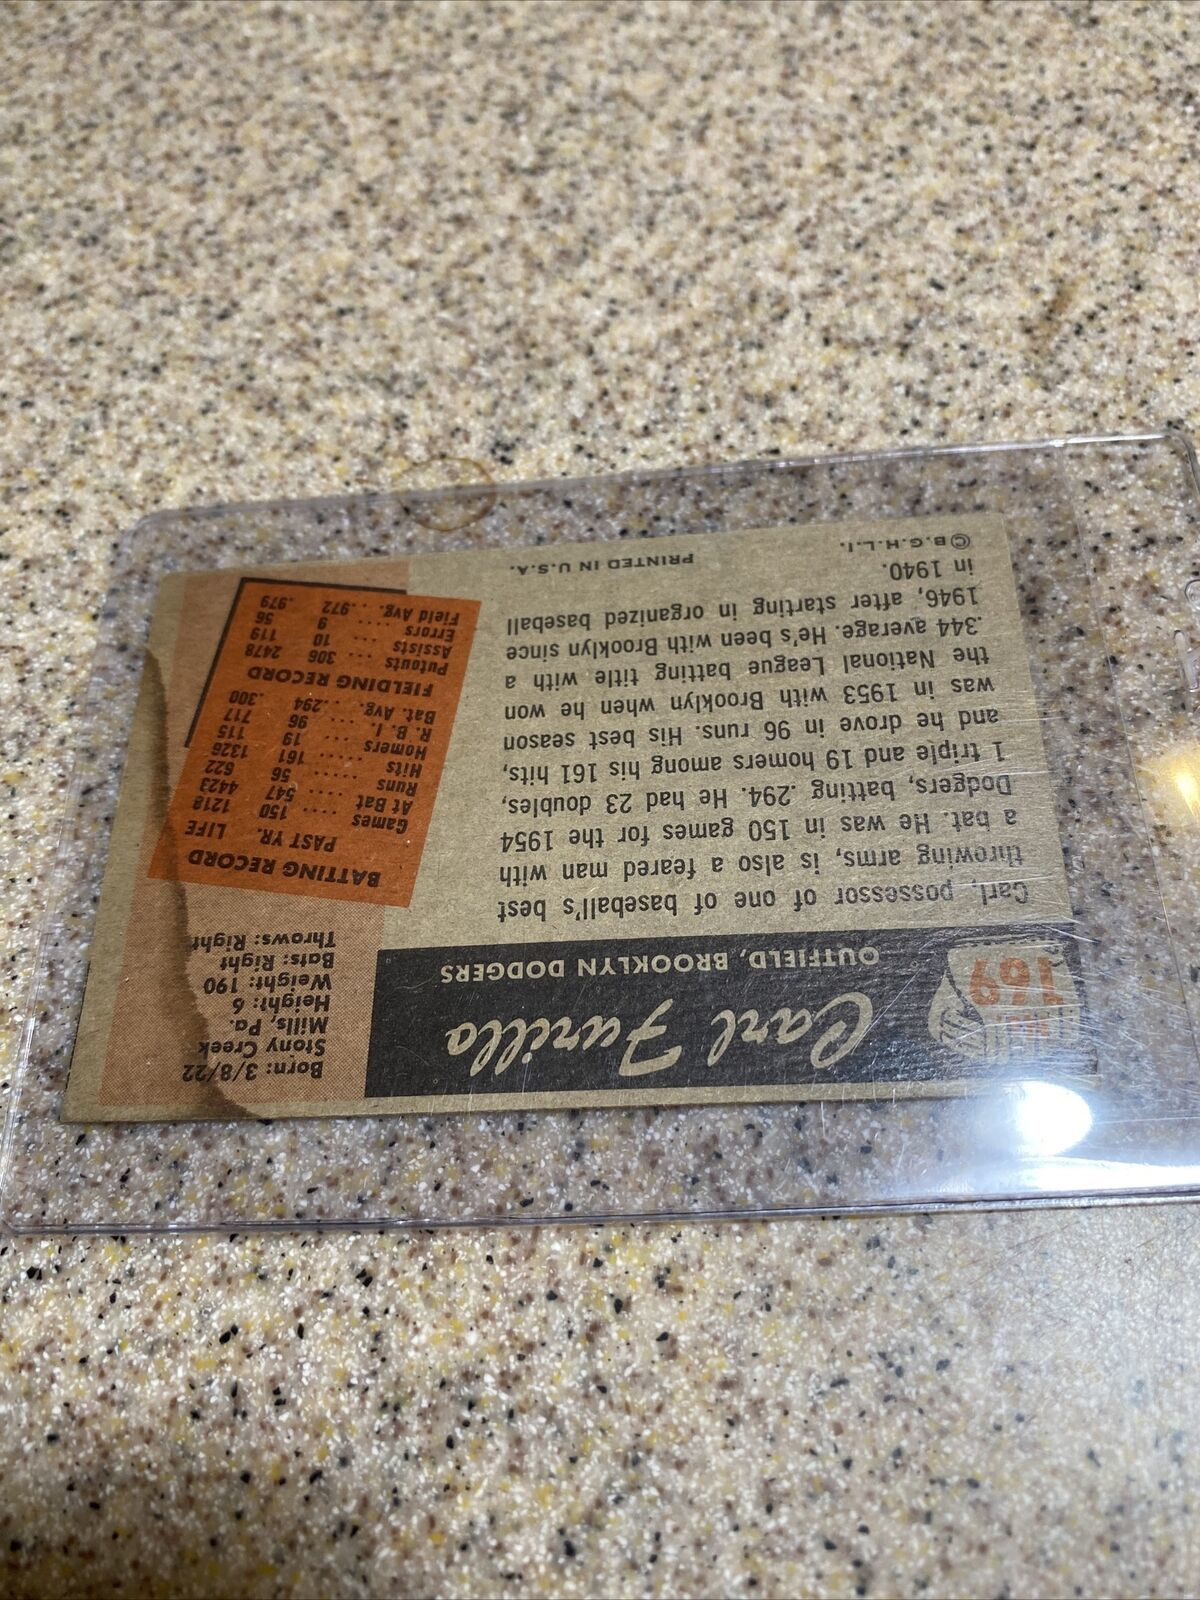 169
Carl Furillo
OUTFIELD, BROOKLYN DODGERS
Born: 3/8/22
Stony Creek
Mills, Pa.
Height: 6
Weight: 190
Bats: Right
Throws: Right
Carl, possessor of one of baseball's best
throwing arms, is also a feared man with
a bat. He was in 150 games for the 1954
Dodgers, batting .294. He had 23 doubles,
1 triple and 19 homers among his 161 hits,
and he drove in 96 runs. His best season
was in 1953 with Brooklyn when he won
the National League batting title with a
.344 average. He's been with Brooklyn since
1946, after starting in organized baseball
in 1940.
©B.G.H.L.I. PRINTED IN U.S.A.
BATTING RECORD
PAST YR. LIFE
Games .... 150 1218
At Bat .... 547 4423
Runs ..... 56 622
Hits ..... 161 1326
Homers ... 19 115
R. B. I. ... 96 717
Bat. Avg. .. .294 .300
FIELDING RECORD
Putouts ... 306 2478
Assists ... 10 119
Errors .... 9 56
Field Avg. .. .972 .979